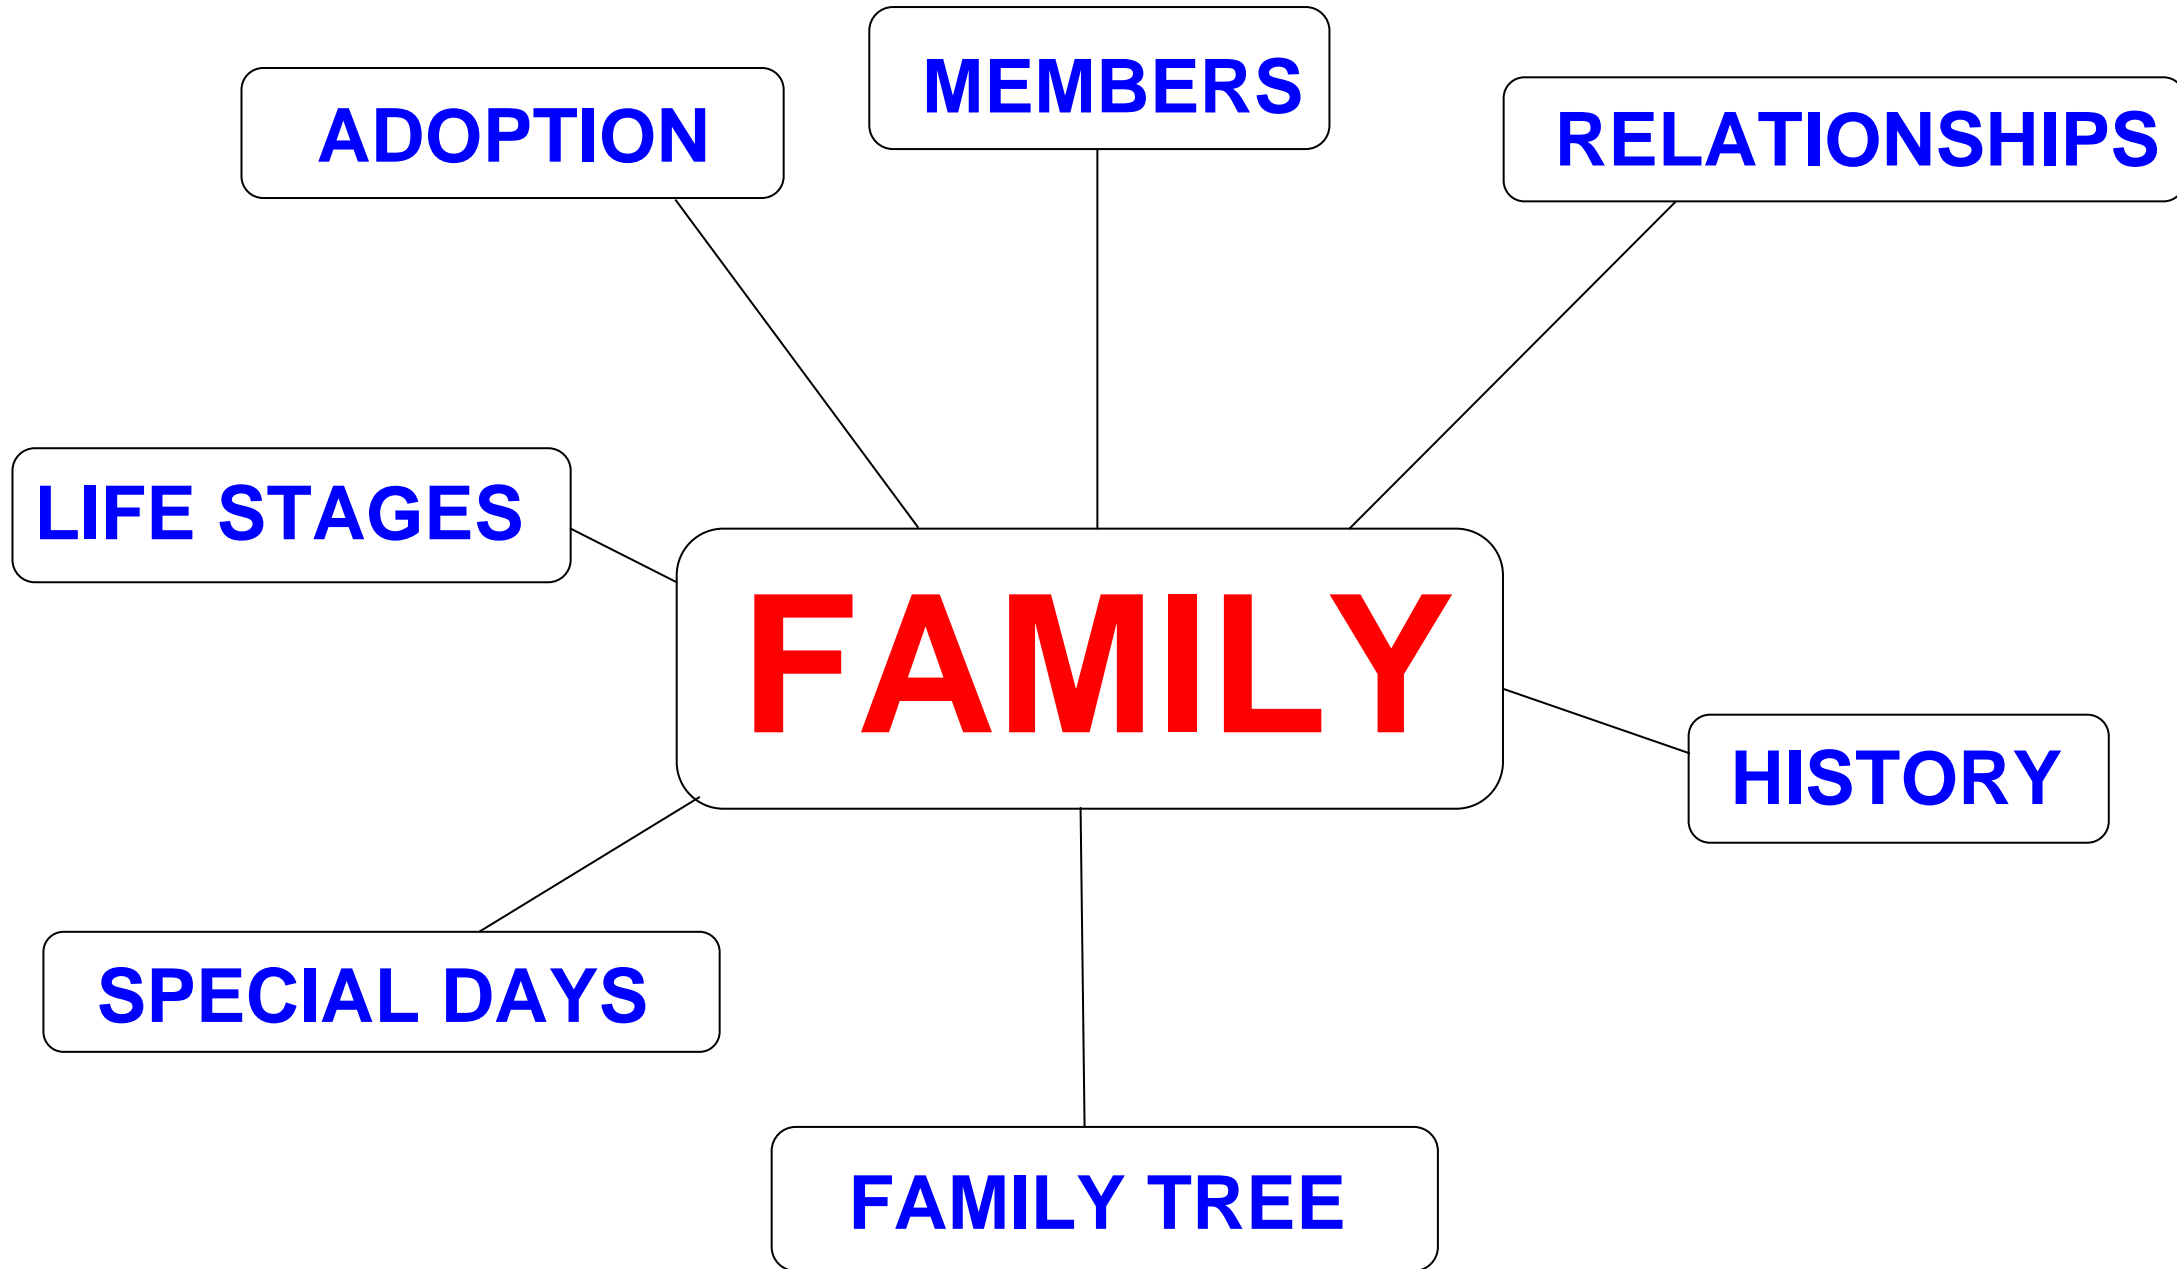 MEMBERS
ADOPTION
RELATIONSHIPS
LIFE STAGES
FAMILY
HISTORY
SPECIAL DAYS
FAMILY TREE